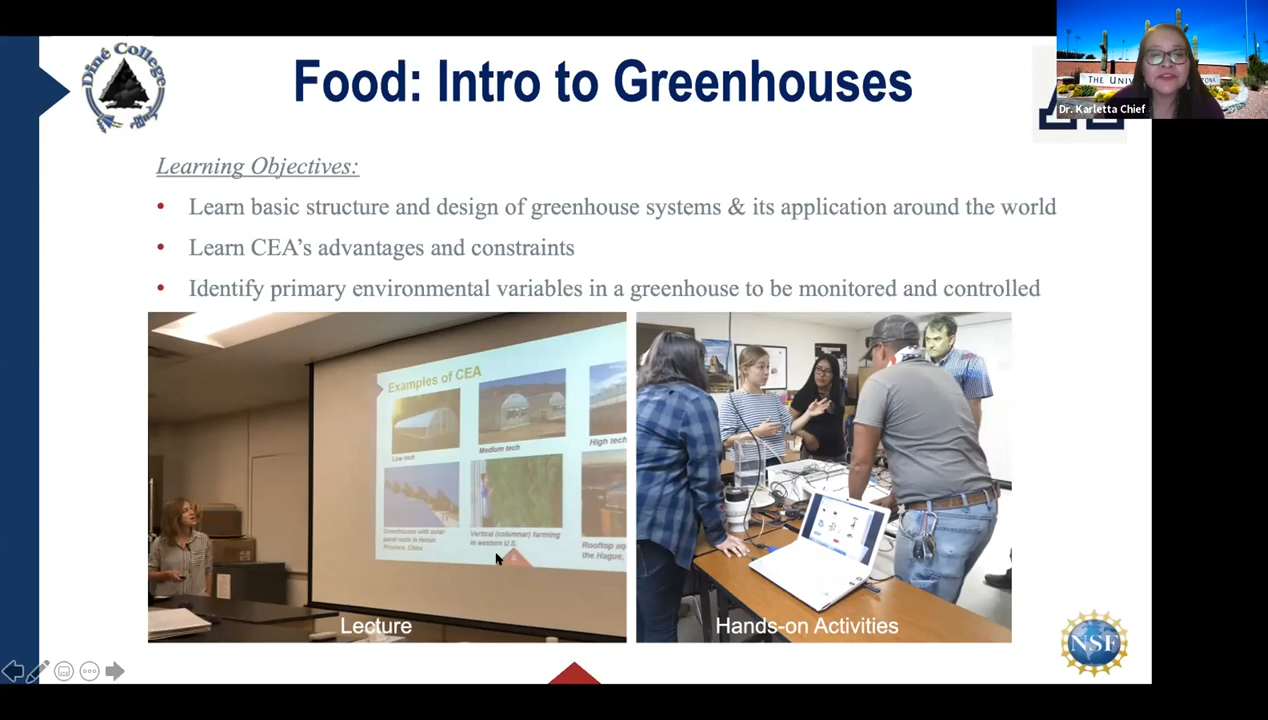 Diné College
Food: Intro to Greenhouses
THE UNIV
ZONA
Dr. Karletta Chief
Learning Objectives:
• Learn basic structure and design of greenhouse systems & its application around the world
• Learn CEA's advantages and constraints
• Identify primary environmental variables in a greenhouse to be monitored and controlled
Examples of CEA
Low tech
Medium tech
High tech
Greenhouses with solar-
panel roofs in Henan
Province, China
Vertical (columnar) farming
in western U.S.
Rooftop
the Hague,
Lecture
Hands-on Activities
NSF